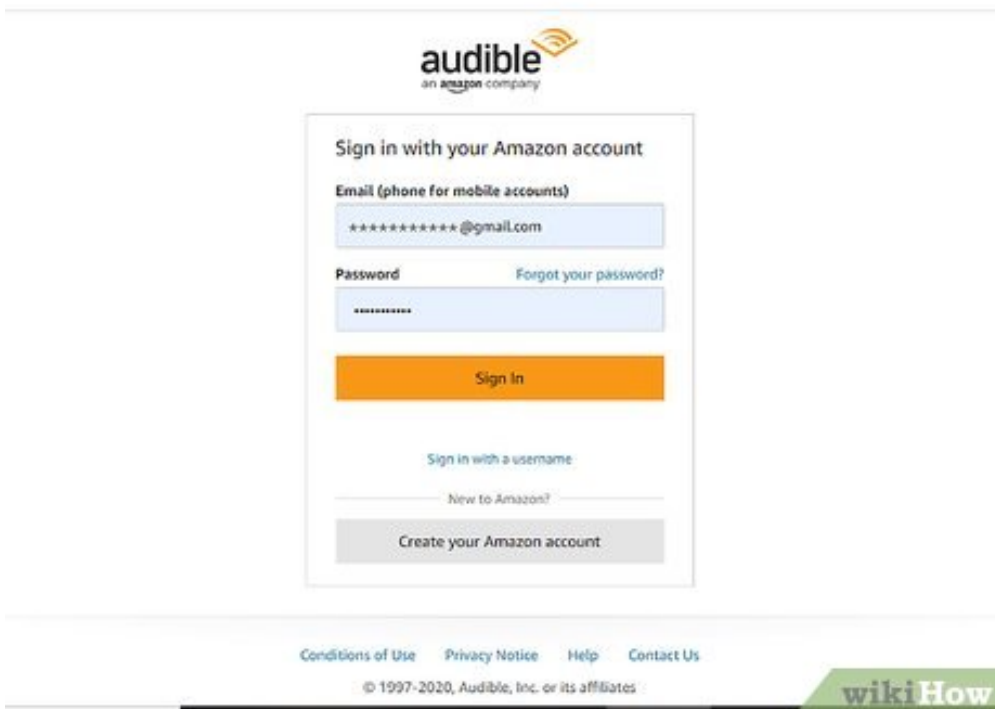 audible
an amazon company
Sign in with your Amazon account
Email (phone for mobile accounts)
***********@gmail.com
Password Forgot your password?
•••••••••••
Sign In
Sign in with a username
New to Amazon?
Create your Amazon account
Conditions of Use Privacy Notice Help Contact Us
© 1997-2020, Audible, Inc. or its affiliates
wikiHow